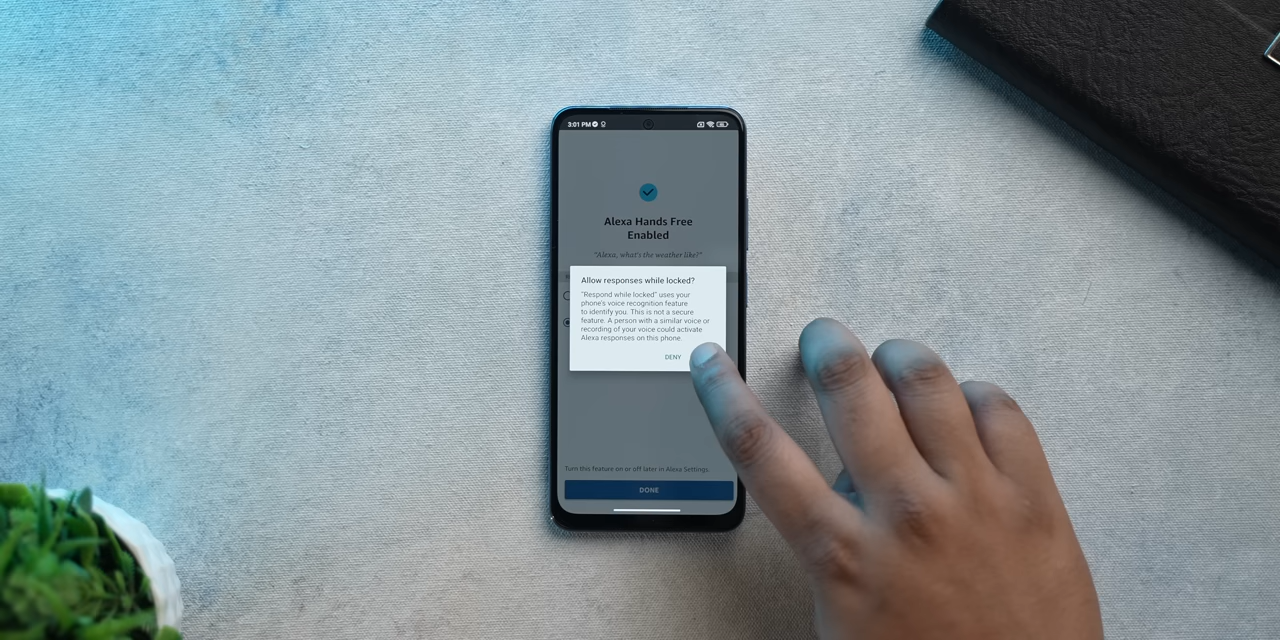 3:01 PM
Alexa Hands Free
Enabled
"Alexa, what's the weather like?"
Allow responses while locked?
"Respond while locked" uses your
phone's voice recognition feature
to identify you. This is not a secure
feature. A person with a similar voice or
recording of your voice could activate
Alexa responses on this phone.
DENY
Turn this feature on or off later in Alexa Settings.
DONE